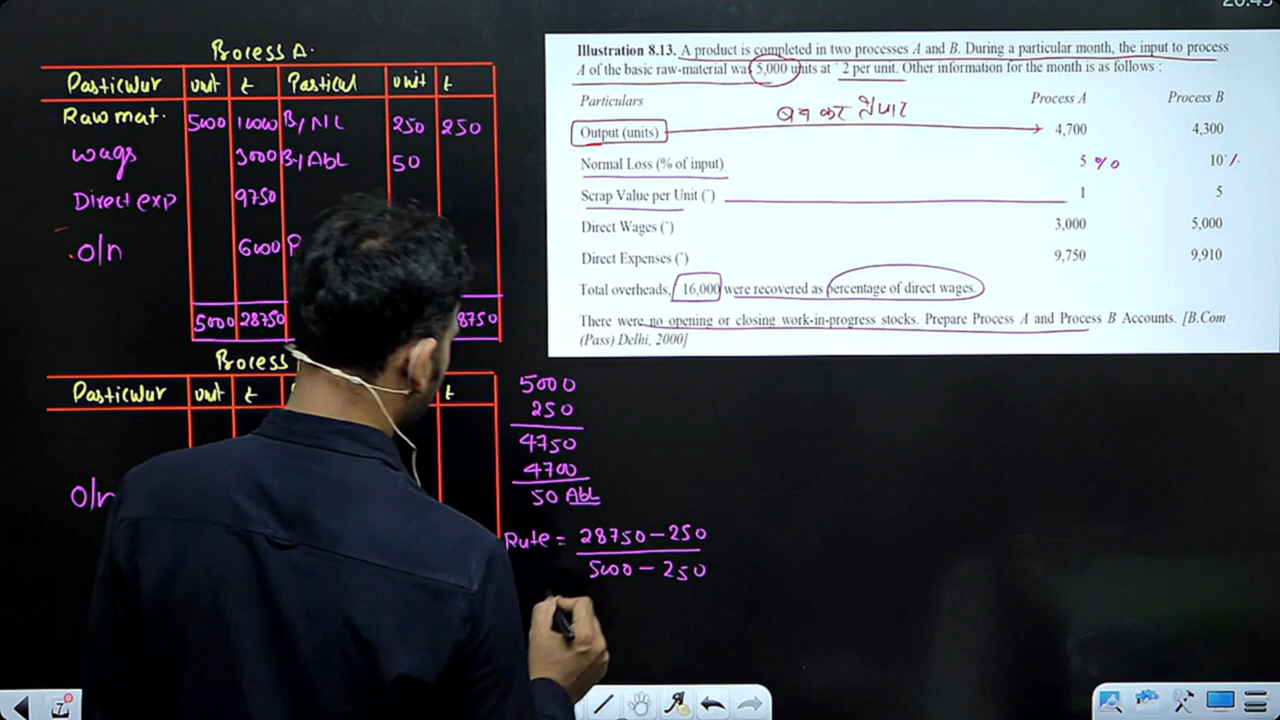 20:45
Process A.
Particular unit ₹ Particul unit ₹
Raw mat. 5000 10000 By NL 250 250
wags 3000 By AbL 50
Direct exp 9750
o/n 6000 P
5000 28750 8750
Process
Particular unit ₹ ₹
o/n
5000
250
4750
4700
50 AbL
Rate = 28750 - 250
5000 - 250
Illustration 8.13. A product is completed in two processes A and B. During a particular month, the input to process
A of the basic raw-material was 5,000 units at ` 2 per unit. Other information for the month is as follows :
Particulars Process A Process B
बन कर तैयार
Output (units) 4,700 4,300
Normal Loss (% of input) 5 % 10 %
Scrap Value per Unit (`) 1 5
Direct Wages (`) 3,000 5,000
Direct Expenses (`) 9,750 9,910
Total overheads, 16,000 were recovered as percentage of direct wages.
There were no opening or closing work-in-progress stocks. Prepare Process A and Process B Accounts. [B.Com
(Pass) Delhi, 2000]